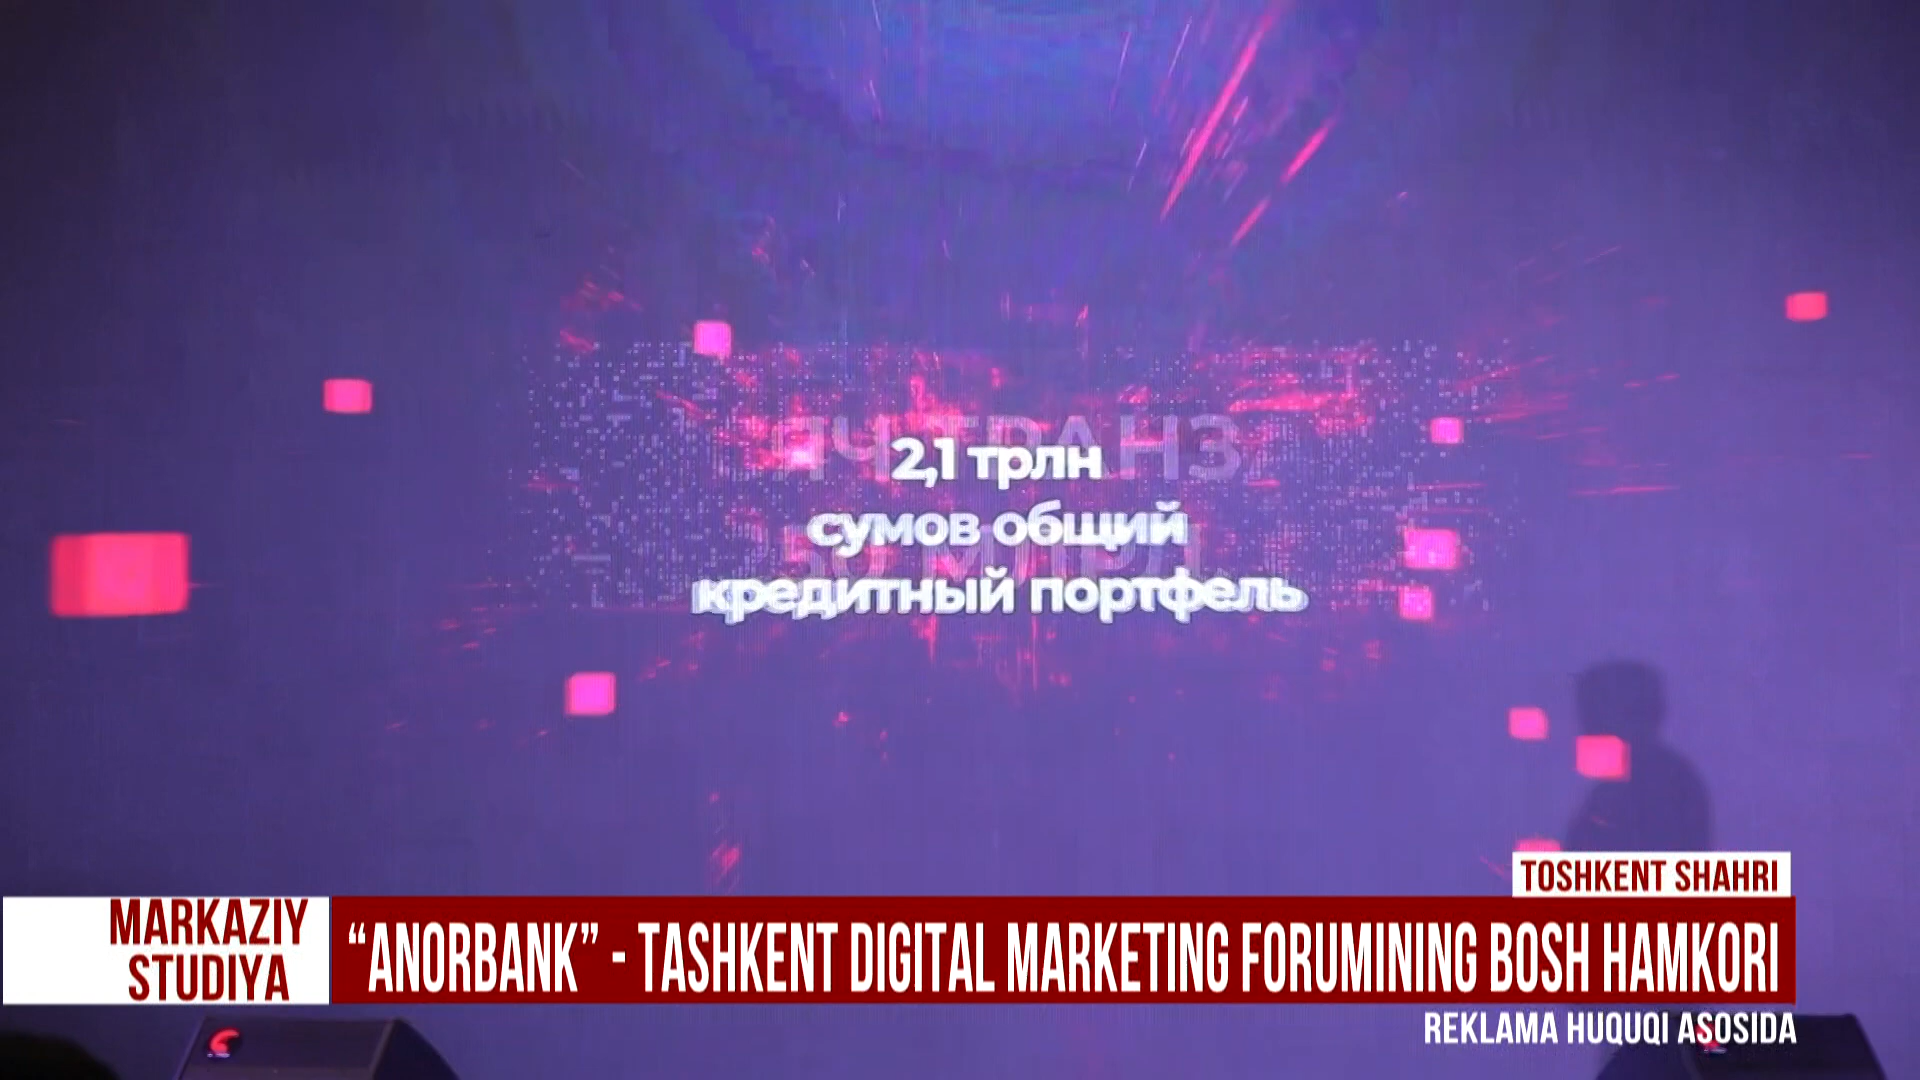 2,1 трлн
сумов общий
кредитный портфель
TOSHKENT SHAHRI
MARKAZIY
STUDIYA
“ANORBANK” - TASHKENT DIGITAL MARKETING FORUMINING BOSH HAMKORI
REKLAMA HUQUQI ASOSIDA